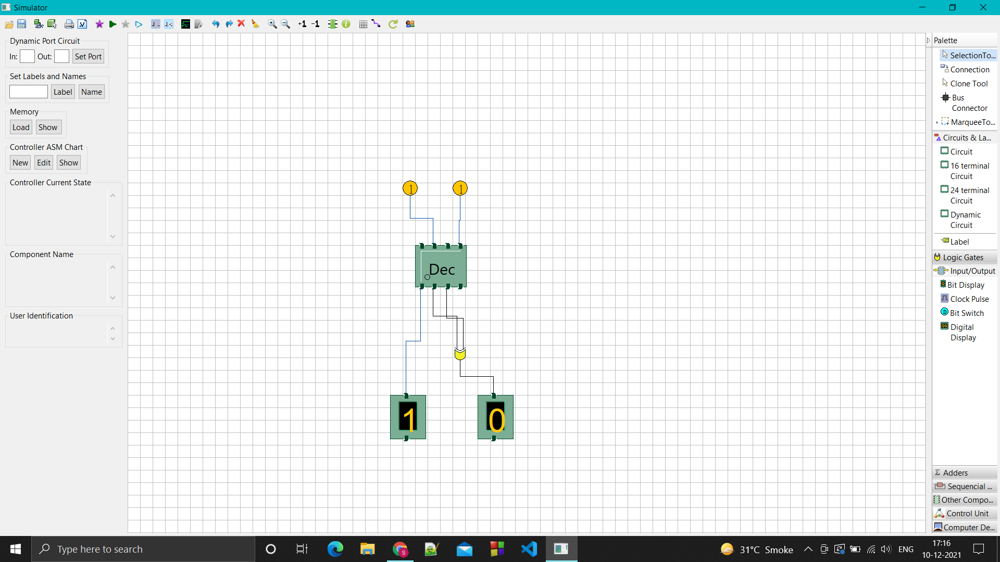 Simulator
+1 -1
Dynamic Port Circuit
In: Out: Set Port
Set Labels and Names
Label Name
Memory
Load Show
Controller ASM Chart
New Edit Show
Controller Current State
Component Name
User Identification
1 1
Dec
1 0
Palette
SelectionTo...
Connection
Clone Tool
Bus
Connector
MarqueeTo...
Circuits & La...
Circuit
16 terminal
Circuit
24 terminal
Circuit
Dynamic
Circuit
Label
Logic Gates
Input/Output
Bit Display
Clock Pulse
Bit Switch
Digital
Display
Σ Adders
Sequencial ...
Other Compo...
Control Unit
Computer De...
Type here to search
31°C Smoke
ENG
17:16
10-12-2021